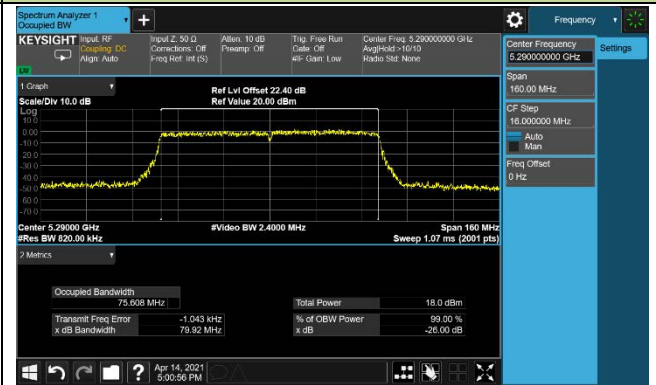 Spectrum Analyzer 1
Occupied BW
+
Frequency
KEYSIGHT
Input: RF
Coupling: DC
Align: Auto
Input Z: 50 Ω
Corrections: Off
Freq Ref: Int (S)
Atten: 10 dB
Preamp: Off
Trig: Free Run
Gate: Off
#IF Gain: Low
Center Freq: 5.290000000 GHz
Avg|Hold:>10/10
Radio Std: None
LW
1 Graph
Scale/Div 10.0 dB
Ref Lvl Offset 22.40 dB
Ref Value 20.00 dBm
Log
10.0
0.00
-10.0
-20.0
-30.0
-40.0
-50.0
-60.0
-70.0
Center 5.29000 GHz
#Res BW 820.00 kHz
#Video BW 2.4000 MHz
Span 160 MHz
Sweep 1.07 ms (2001 pts)
2 Metrics
Occupied Bandwidth
75.608 MHz
Total Power 18.0 dBm
Transmit Freq Error -1.043 kHz
% of OBW Power 99.00 %
x dB Bandwidth 79.92 MHz
x dB -26.00 dB
Center Frequency
5.290000000 GHz
Settings
Span
160.00 MHz
CF Step
16.000000 MHz
Auto
Man
Freq Offset
0 Hz
?
Apr 14, 2021
5:00:56 PM